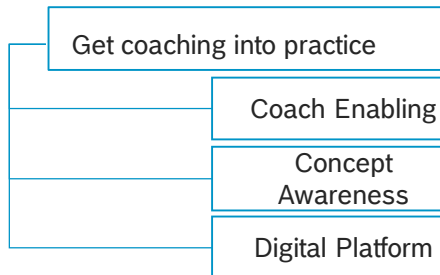 Get coaching into practice
Coach Enabling
Concept
Awareness
Digital Platform